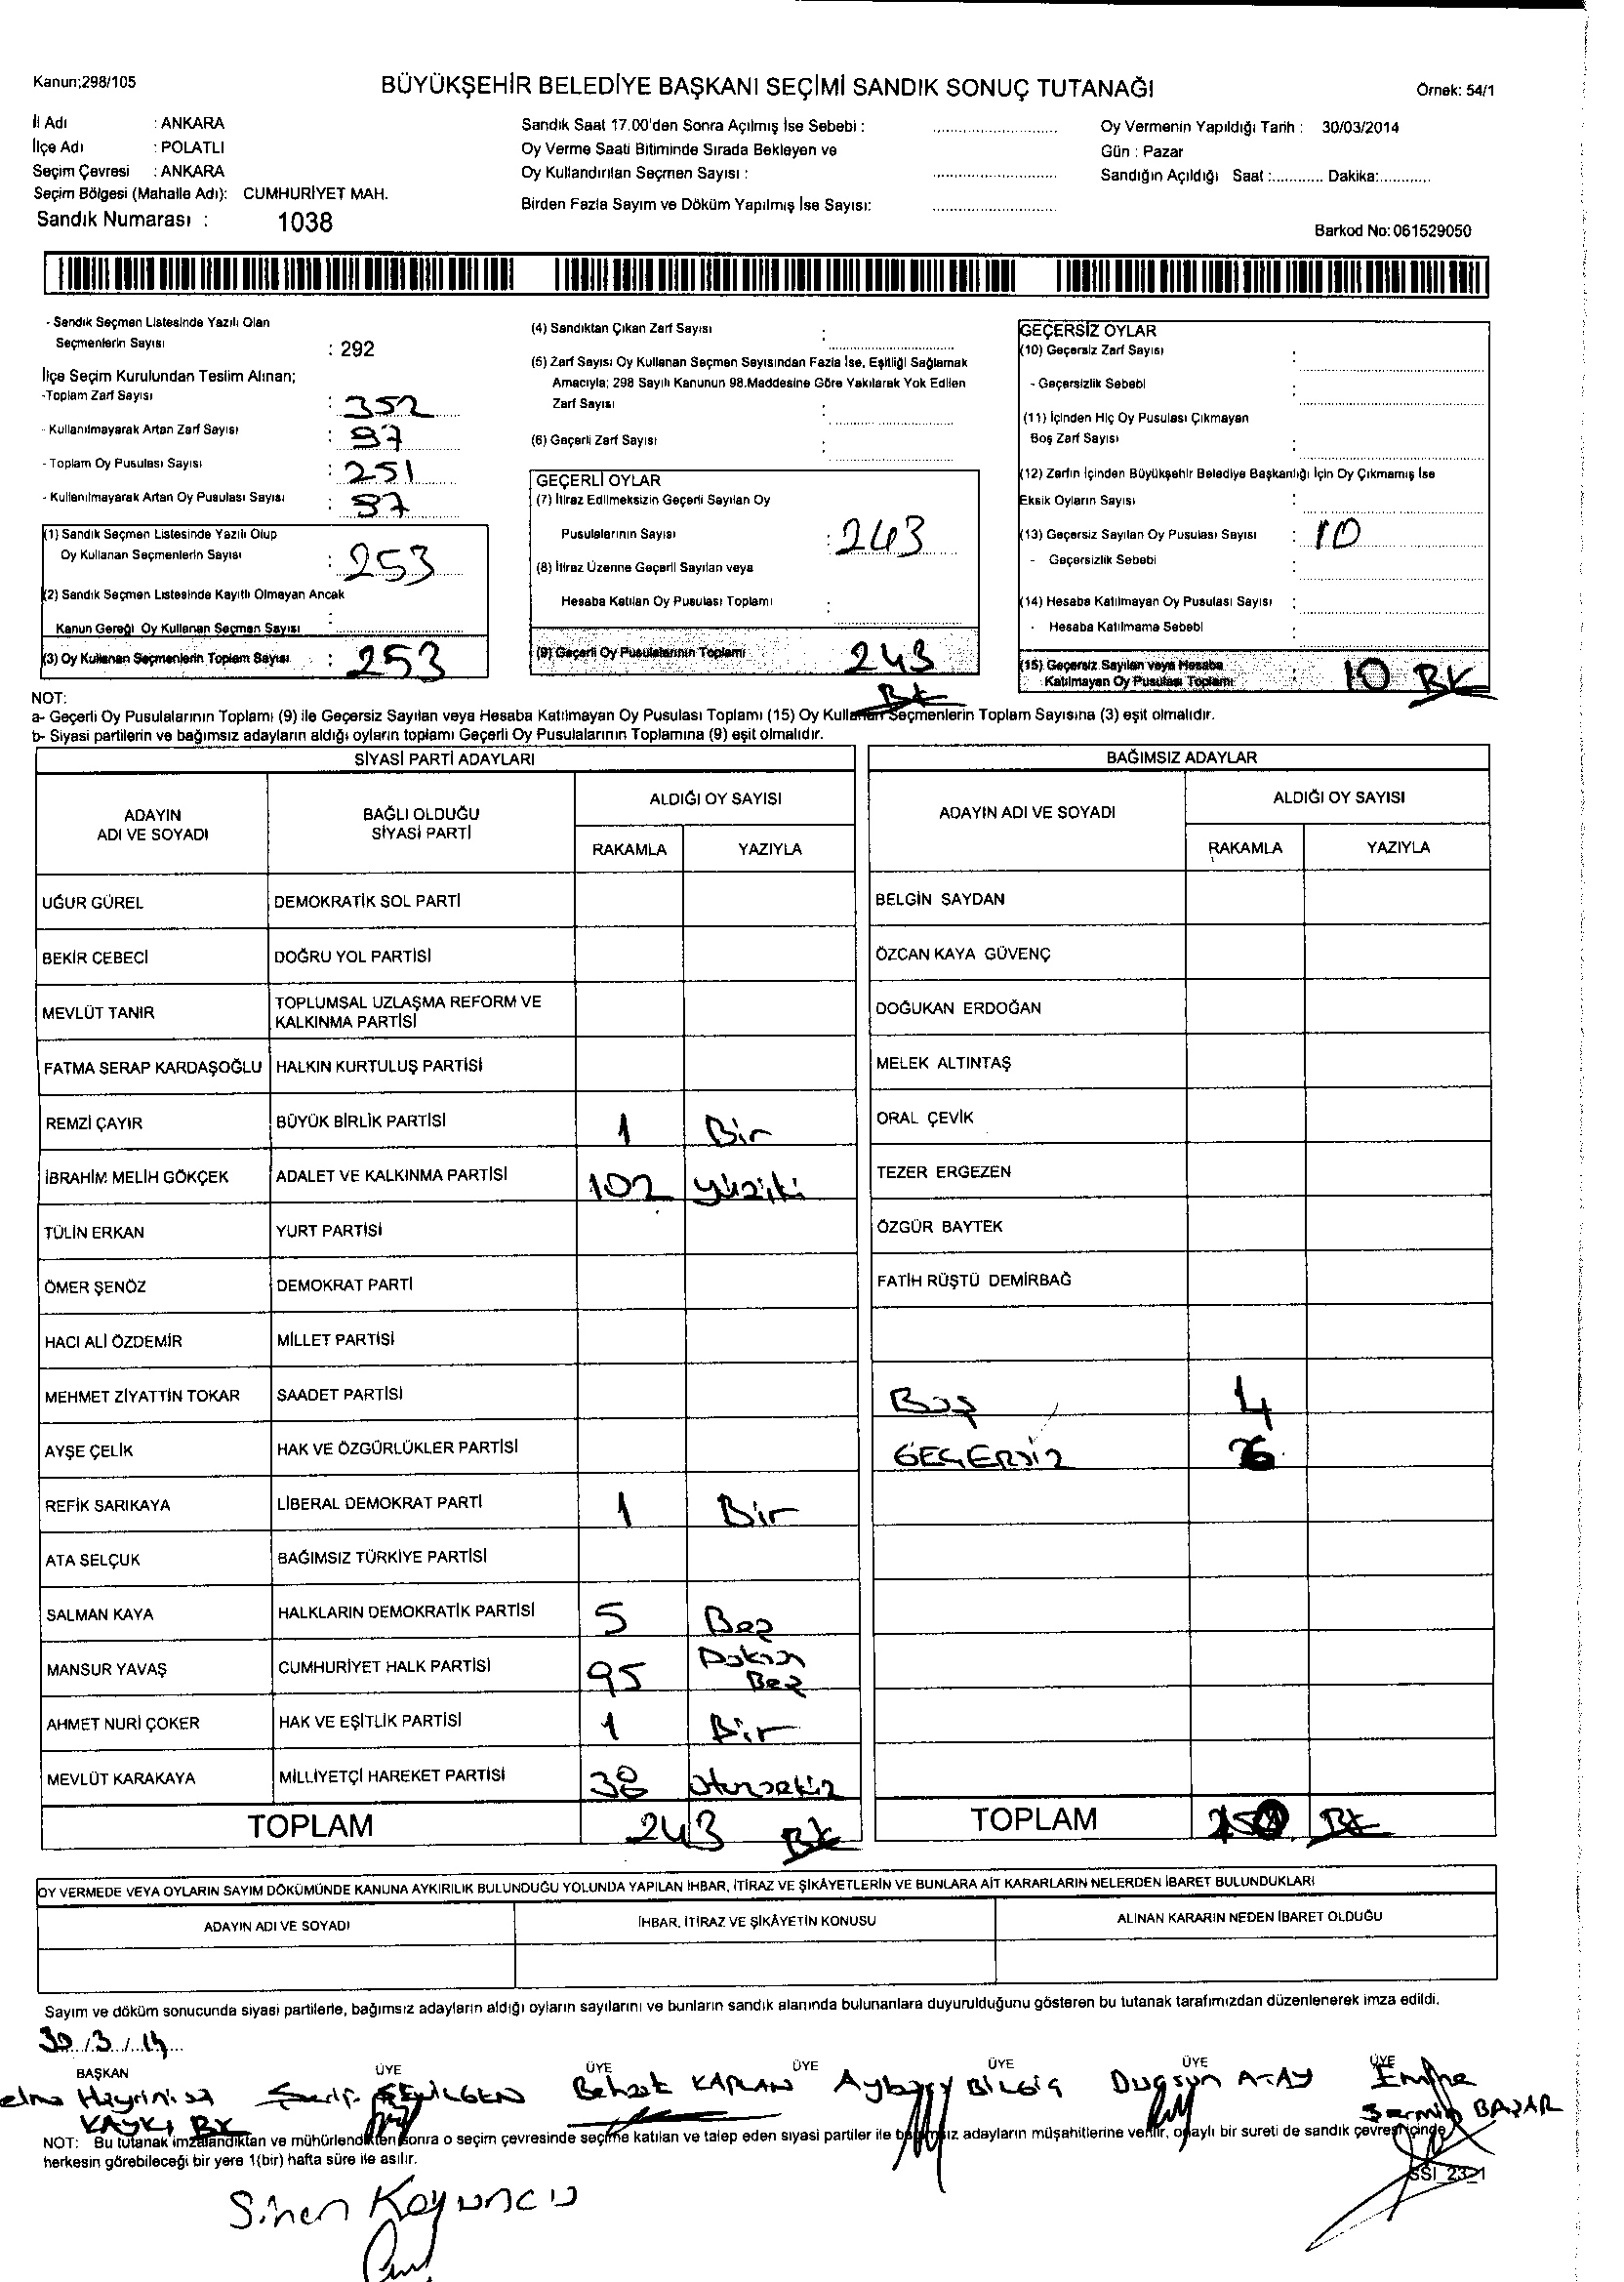 Kanun;298/105
BÜYÜKŞEHİR BELEDİYE BAŞKANI SEÇİMİ SANDIK SONUÇ TUTANAĞI
Örnek: 54/1
İl Adı : ANKARA
İlçe Adı : POLATLI
Seçim Çevresi : ANKARA
Seçim Bölgesi (Mahalle Adı): CUMHURİYET MAH.
Sandık Numarası : 1038
Sandık Saat 17.00'den Sonra Açılmış İse Sebebi :
Oy Verme Saati Bitiminde Sırada Bekleyen ve
Oy Kullandırılan Seçmen Sayısı :
Birden Fazla Sayım ve Döküm Yapılmış İse Sayısı:
Oy Vermenin Yapıldığı Tarih : 30/03/2014
Gün : Pazar
Sandığın Açıldığı Saat :............ Dakika:............
Barkod No: 061529050
- Sandık Seçmen Listesinde Yazılı Olan
Seçmenlerin Sayısı : 292
İlçe Seçim Kurulundan Teslim Alınan;
-Toplam Zarf Sayısı : 352
- Kullanılmayarak Artan Zarf Sayısı : 97
- Toplam Oy Pusulası Sayısı : 251
- Kullanılmayarak Artan Oy Pusulası Sayısı : 97
(1) Sandık Seçmen Listesinde Yazılı Olup
Oy Kullanan Seçmenlerin Sayısı : 253
(2) Sandık Seçmen Listesinde Kayıtlı Olmayan Ancak
Kanun Gereği Oy Kullanan Seçmen Sayısı :
(3) Oy Kullanan Seçmenlerin Toplam Sayısı : 253
(4) Sandıktan Çıkan Zarf Sayısı :
(5) Zarf Sayısı Oy Kullanan Seçmen Sayısından Fazla İse, Eşitliği Sağlamak
Amacıyla; 298 Sayılı Kanunun 98.Maddesine Göre Yakılarak Yok Edilen
Zarf Sayısı :
(6) Geçerli Zarf Sayısı :
GEÇERLİ OYLAR
(7) İtiraz Edilmeksizin Geçerli Sayılan Oy
Pusulalarının Sayısı : 243
(8) İtiraz Üzerine Geçerli Sayılan veya
Hesaba Katılan Oy Pusulası Toplamı :
(9) Geçerli Oy Pusulalarının Toplamı 243
BK
GEÇERSİZ OYLAR
(10) Geçersiz Zarf Sayısı :
- Geçersizlik Sebebi :
(11) İçinden Hiç Oy Pusulası Çıkmayan
Boş Zarf Sayısı :
(12) Zarfın İçinden Büyükşehir Belediye Başkanlığı İçin Oy Çıkmamış İse
Eksik Oyların Sayısı :
(13) Geçersiz Sayılan Oy Pusulası Sayısı : 10
- Geçersizlik Sebebi :
(14) Hesaba Katılmayan Oy Pusulası Sayısı :
- Hesaba Katılmama Sebebi :
(15) Geçersiz Sayılan veya Hesaba
Katılmayan Oy Pusulası Toplamı : 10 BK
NOT:
a- Geçerli Oy Pusulalarının Toplamı (9) ile Geçersiz Sayılan veya Hesaba Katılmayan Oy Pusulası Toplamı (15) Oy Kullanan Seçmenlerin Toplam Sayısına (3) eşit olmalıdır.
b- Siyasi partilerin ve bağımsız adayların aldığı oyların toplamı Geçerli Oy Pusulalarının Toplamına (9) eşit olmalıdır.
SİYASİ PARTİ ADAYLARI
ADAYIN ADI VE SOYADI BAĞLI OLDUĞU SİYASİ PARTİ ALDIĞI OY SAYISI
RAKAMLA YAZIYLA
UĞUR GÜREL DEMOKRATİK SOL PARTİ
BEKİR CEBECİ DOĞRU YOL PARTİSİ
MEVLÜT TANIR TOPLUMSAL UZLAŞMA REFORM VE KALKINMA PARTİSİ
FATMA SERAP KARDAŞOĞLU HALKIN KURTULUŞ PARTİSİ
REMZİ ÇAYIR BÜYÜK BİRLİK PARTİSİ 1 Bir
İBRAHİM MELİH GÖKÇEK ADALET VE KALKINMA PARTİSİ 102 yüziki
TÜLİN ERKAN YURT PARTİSİ
ÖMER ŞENÖZ DEMOKRAT PARTİ
HACI ALİ ÖZDEMİR MİLLET PARTİSİ
MEHMET ZİYATTİN TOKAR SAADET PARTİSİ
AYŞE ÇELİK HAK VE ÖZGÜRLÜKLER PARTİSİ
REFİK SARIKAYA LİBERAL DEMOKRAT PARTİ 1 Bir
ATA SELÇUK BAĞIMSIZ TÜRKİYE PARTİSİ
SALMAN KAYA HALKLARIN DEMOKRATİK PARTİSİ 5 Beş
MANSUR YAVAŞ CUMHURİYET HALK PARTİSİ 95 Doksan Beş
AHMET NURİ ÇOKER HAK VE EŞİTLİK PARTİSİ 1 Bir
MEVLÜT KARAKAYA MİLLİYETÇİ HAREKET PARTİSİ 38 Otuzsekiz
TOPLAM 243 BK
BAĞIMSIZ ADAYLAR
ADAYIN ADI VE SOYADI ALDIĞI OY SAYISI
RAKAMLA YAZIYLA
BELGİN SAYDAN
ÖZCAN KAYA GÜVENÇ
DOĞUKAN ERDOĞAN
MELEK ALTINTAŞ
ORAL ÇEVİK
TEZER ERGEZEN
ÖZGÜR BAYTEK
FATİH RÜŞTÜ DEMİRBAĞ
Boş 4
GEÇERSİZ 6
TOPLAM BK
OY VERMEDE VEYA OYLARIN SAYIM DÖKÜMÜNDE KANUNA AYKIRILIK BULUNDUĞU YOLUNDA YAPILAN İHBAR, İTİRAZ VE ŞİKÂYETLERİN VE BUNLARA AİT KARARLARIN NELERDEN İBARET BULUNDUKLARI
ADAYIN ADI VE SOYADI İHBAR, İTİRAZ VE ŞİKÂYETİN KONUSU ALINAN KARARIN NEDEN İBARET OLDUĞU
Sayım ve döküm sonucunda siyasi partilerle, bağımsız adayların aldığı oyların sayılarını ve bunların sandık alanında bulunanlara duyurulduğunu gösteren bu tutanak tarafımızdan düzenlenerek imza edildi.
30./3./.14...
BAŞKAN ÜYE ÜYE ÜYE ÜYE ÜYE ÜYE
elma Hayrinisa Şerif SEVİLGEN Behzat KAPLAN Aybary BİLGİÇ Dugsun ATAY Emine
KAYKI BK Sermin BAŞAR
NOT: Bu tutanak imzalandıktan ve mühürlendikten sonra o seçim çevresinde seçime katılan ve talep eden siyasi partiler ile bağımsız adayların müşahitlerine verilir, onaylı bir sureti de sandık çevresi içinde
herkesin görebileceği bir yere 1(bir) hafta süre ile asılır.
SSI_23_1
Sinen Koyuncu